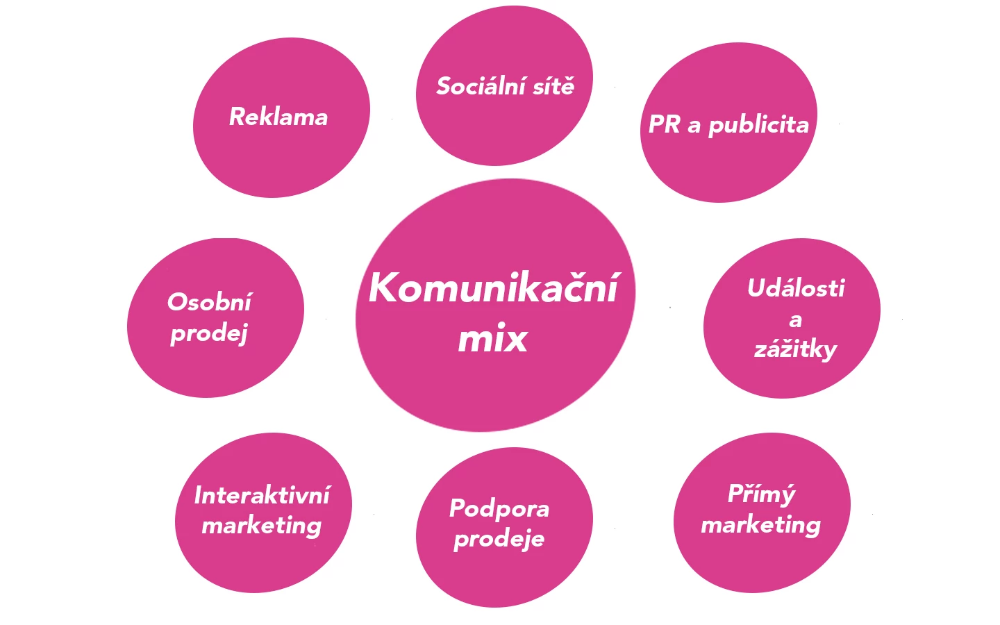 Reklama
Sociální sítě
PR a publicita
Komunikační
mix
Osobní
prodej
Události
a
zážitky
Interaktivní
marketing
Podpora
prodeje
Přímý
marketing